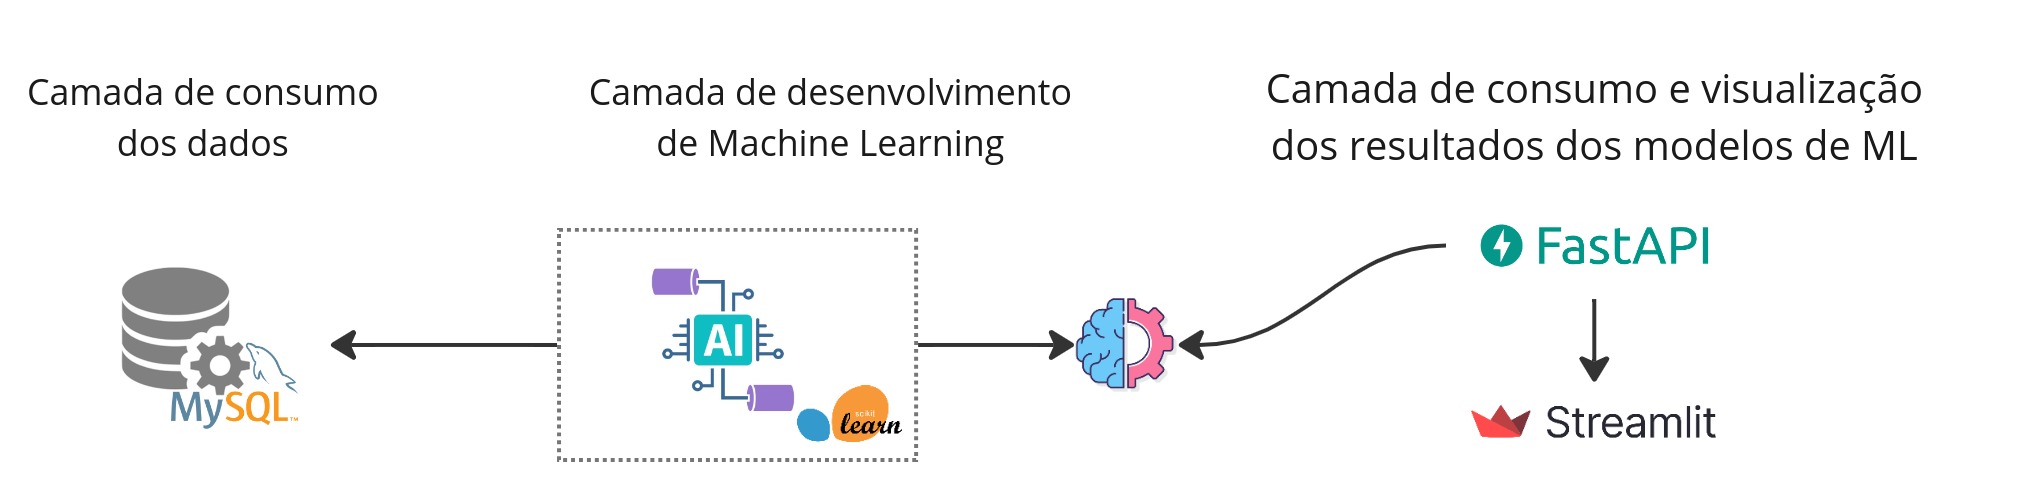 Camada de consumo
dos dados
Camada de desenvolvimento
de Machine Learning
Camada de consumo e visualização
dos resultados dos modelos de ML
MySQL™
AI
scikit
learn
FastAPI
Streamlit